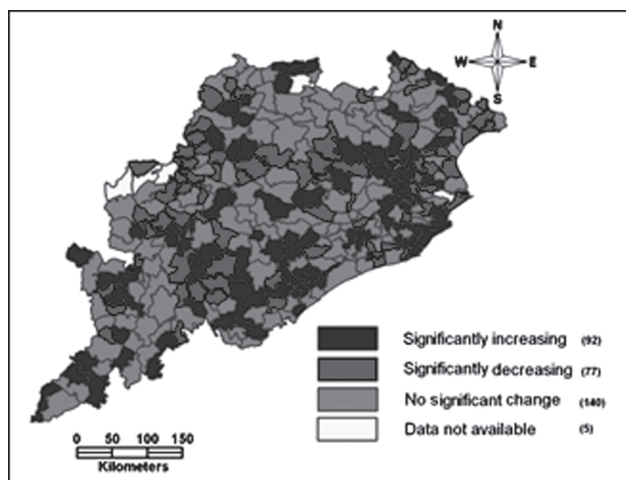 N
W E
S
Significantly increasing (92)
Significantly decreasing (77)
No significant change (140)
Data not available (5)
0 50 100 150
Kilometers